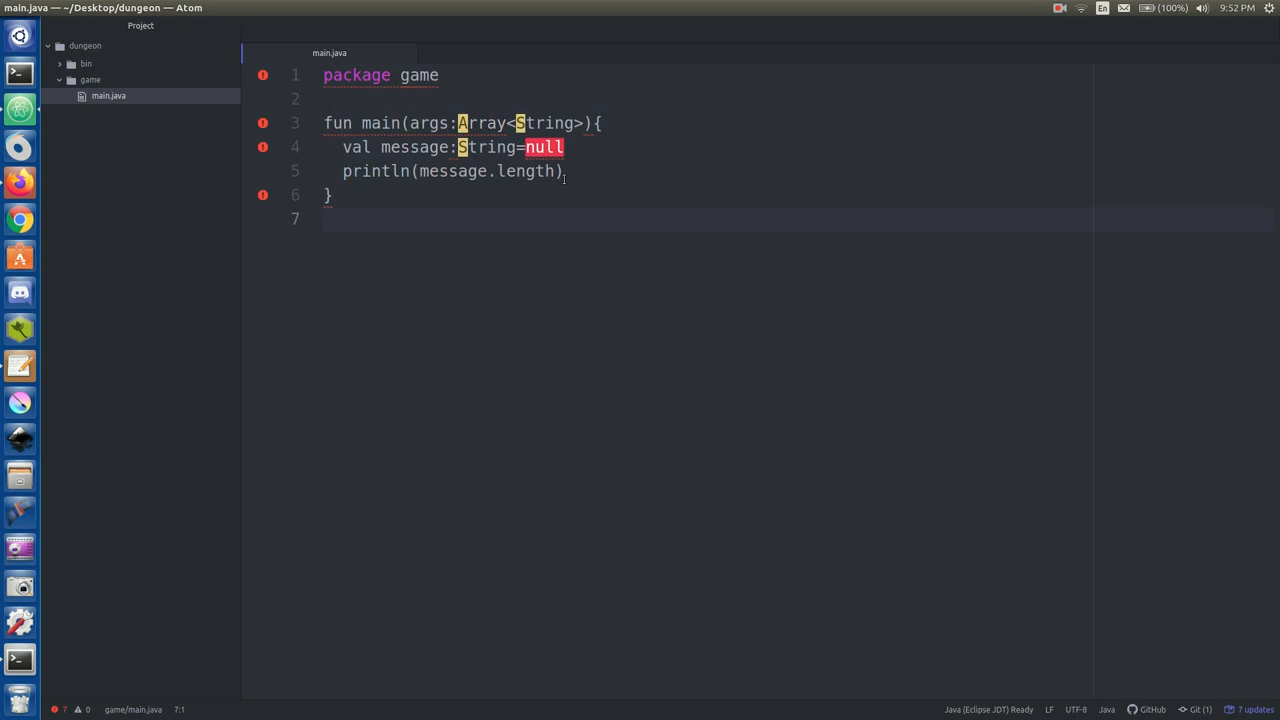 main.java — ~/Desktop/dungeon — Atom
En
(100%)
9:52 PM
Project
dungeon
bin
game
main.java
main.java
1 package game
2
3 fun main(args:Array<String>){
4 val message:String=null
5 println(message.length)
6 }
7
7
0
game/main.java
7:1
Java (Eclipse JDT) Ready
LF
UTF-8
Java
GitHub
Git (1)
7 updates